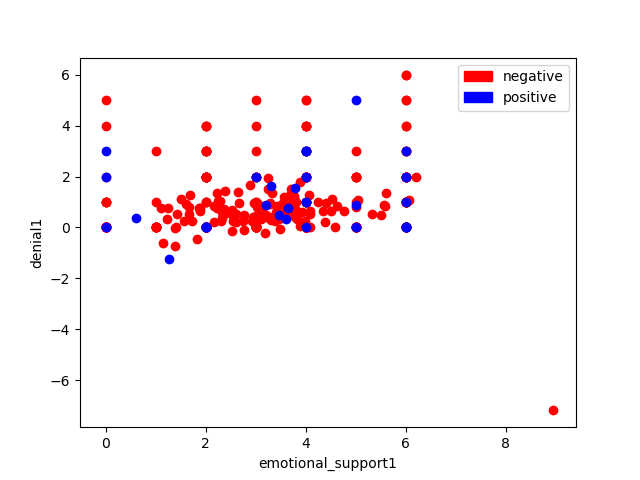 negative
positive
6
4
2
0
−2
−4
−6
denial1
0 2 4 6 8
emotional_support1